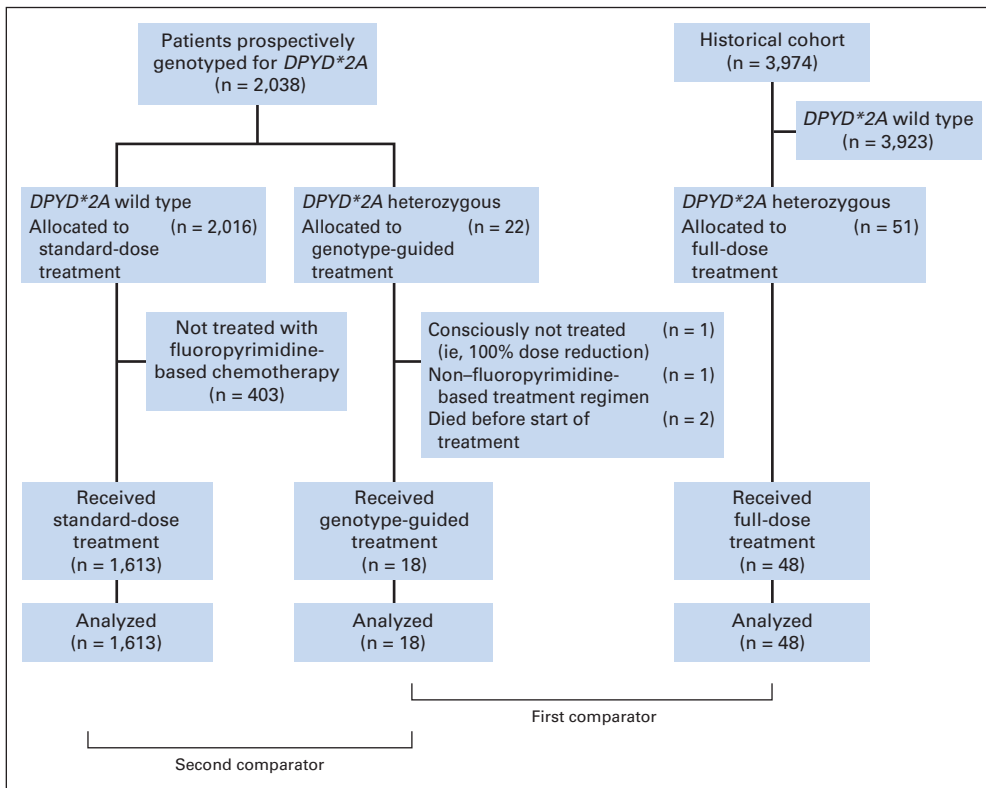 Patients prospectively
genotyped for DPYD*2A
(n = 2,038)
Historical cohort
(n = 3,974)
DPYD*2A wild type
(n = 3,923)
DPYD*2A wild type
Allocated to (n = 2,016)
standard-dose
treatment
DPYD*2A heterozygous
Allocated to (n = 22)
genotype-guided
treatment
DPYD*2A heterozygous
Allocated to (n = 51)
full-dose
treatment
Not treated with
fluoropyrimidine-
based chemotherapy
(n = 403)
Consciously not treated (n = 1)
(ie, 100% dose reduction)
Non–fluoropyrimidine- (n = 1)
based treatment regimen
Died before start of (n = 2)
treatment
Received
standard-dose
treatment
(n = 1,613)
Received
genotype-guided
treatment
(n = 18)
Received
full-dose
treatment
(n = 48)
Analyzed
(n = 1,613)
Analyzed
(n = 18)
Analyzed
(n = 48)
First comparator
Second comparator